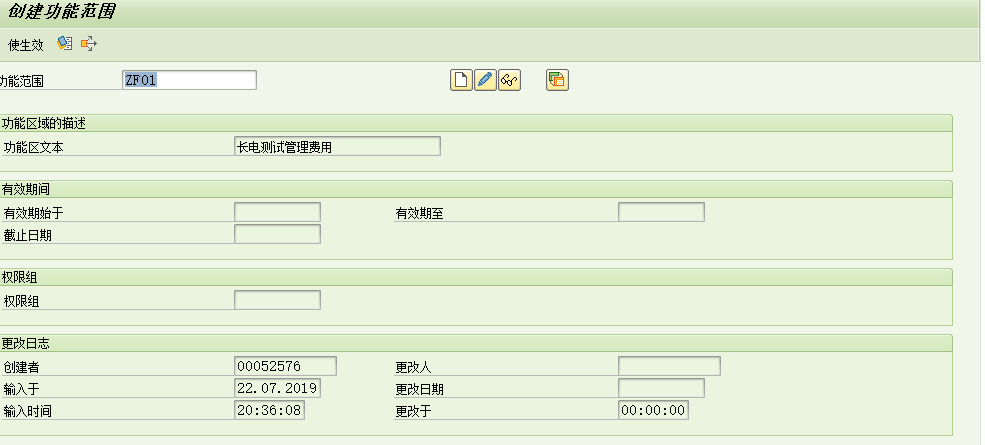 创建功能范围
使生效
功能范围 ZF01
功能区域的描述
功能区文本 长电测试管理费用
有效期间
有效期始于 有效期至
截止日期
权限组
权限组
更改日志
创建者 00052576 更改人
输入于 22.07.2019 更改日期
输入时间 20:36:08 更改于 00:00:00